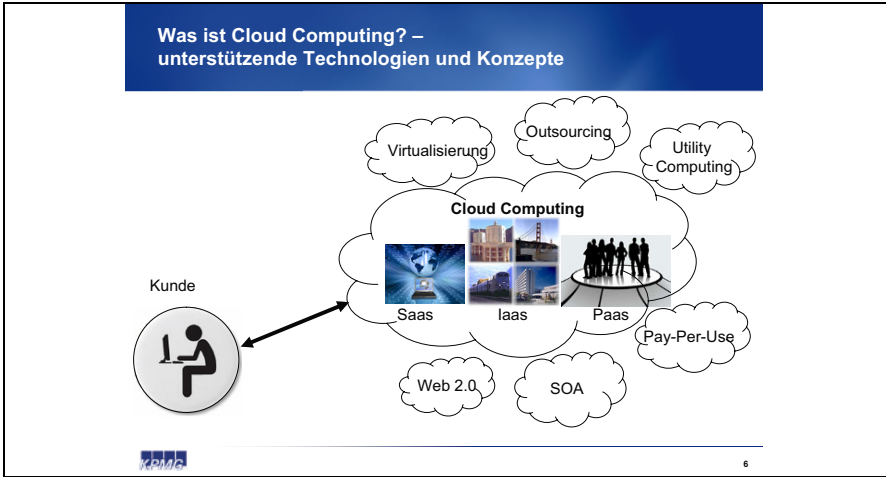 Was ist Cloud Computing? –
unterstützende Technologien und Konzepte
Virtualisierung
Outsourcing
Utility
Computing
Cloud Computing
Kunde
Saas
Iaas
Paas
Pay-Per-Use
Web 2.0
SOA
KPMG
6